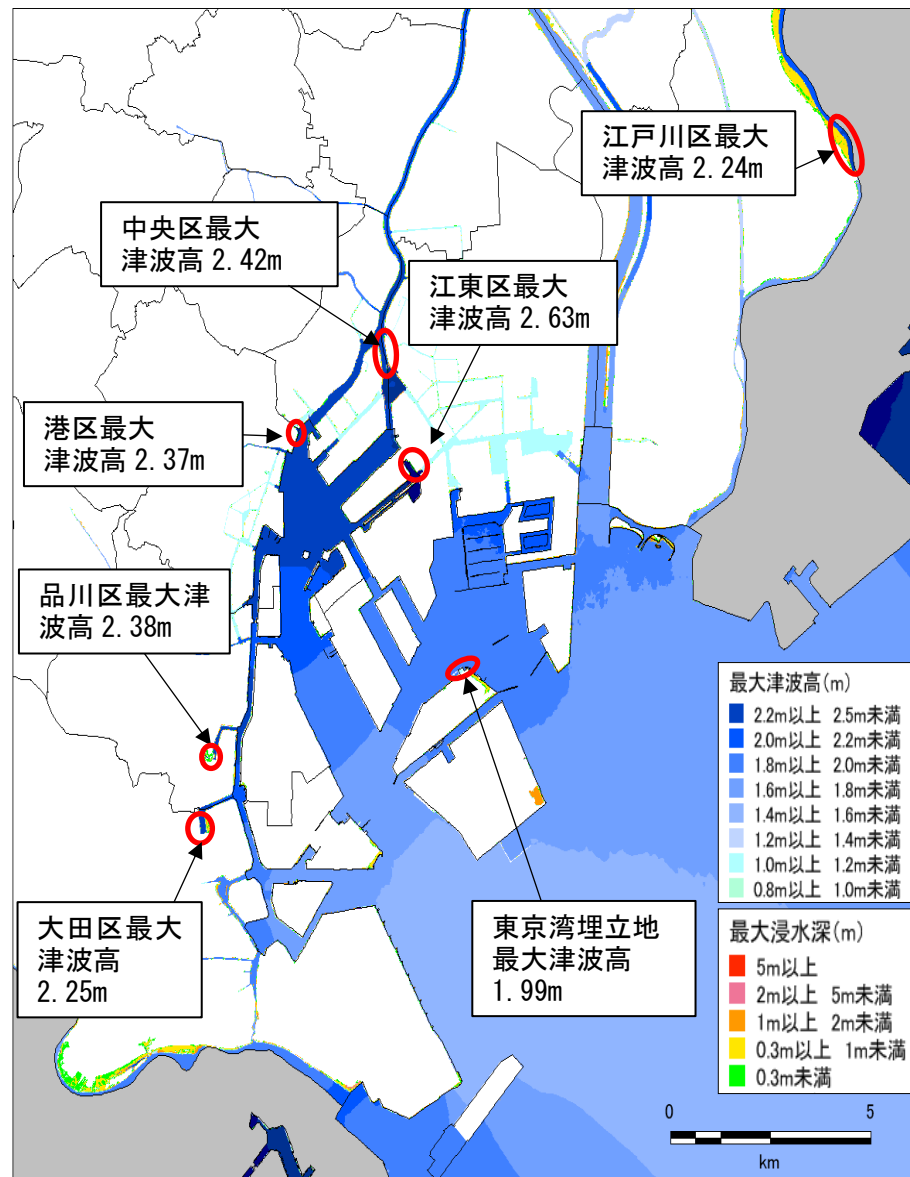 江戸川区最大
津波高 2.24m
中央区最大
津波高 2.42m
江東区最大
津波高 2.63m
港区最大
津波高 2.37m
品川区最大津
波高 2.38m
大田区最大
津波高
2.25m
東京湾埋立地
最大津波高
1.99m
最大津波高(m)
2.2m以上 2.5m未満
2.0m以上 2.2m未満
1.8m以上 2.0m未満
1.6m以上 1.8m未満
1.4m以上 1.6m未満
1.2m以上 1.4m未満
1.0m以上 1.2m未満
0.8m以上 1.0m未満
最大浸水深(m)
5m以上
2m以上 5m未満
1m以上 2m未満
0.3m以上 1m未満
0.3m未満
0 5
km